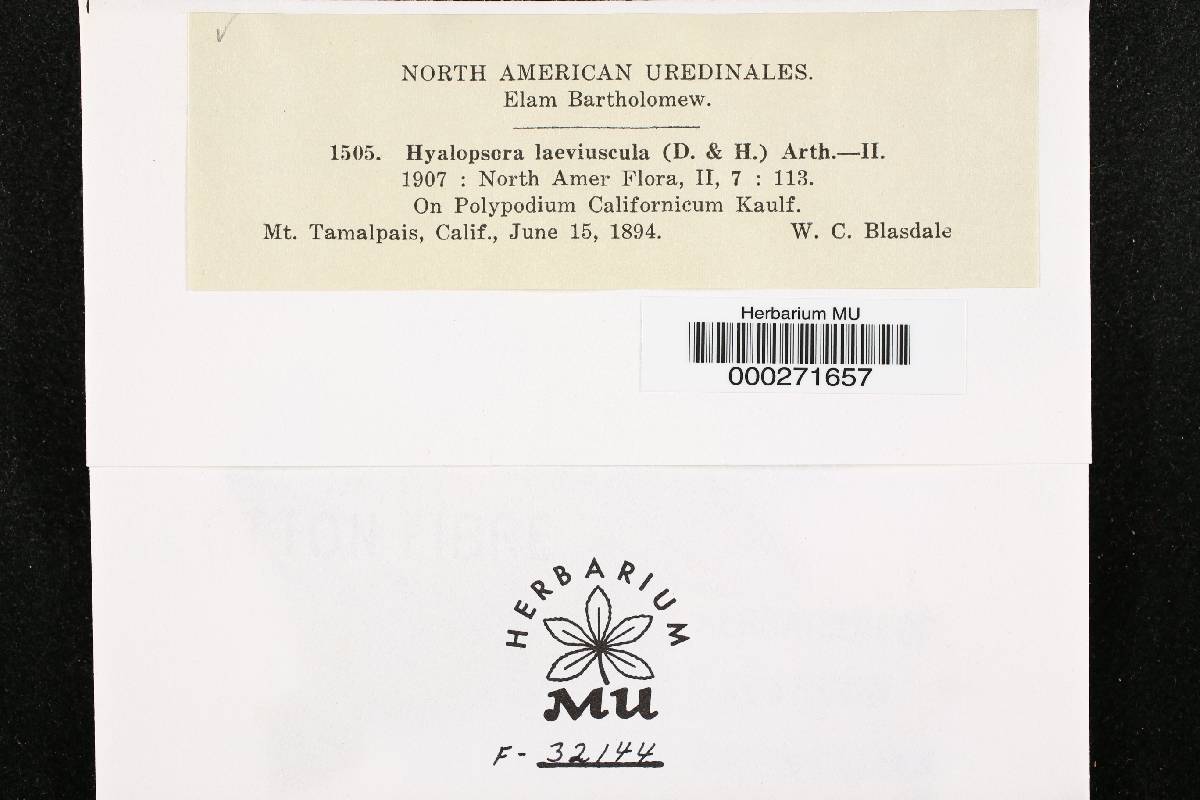 NORTH AMERICAN UREDINALES.
Elam Bartholomew.
1505. Hyalopsora laeviuscula (D. & H.) Arth.—II.
1907 : North Amer Flora, II, 7 : 113.
On Polypodium Californicum Kaulf.
Mt. Tamalpais, Calif., June 15, 1894. W. C. Blasdale
Herbarium MU
000271657
HERBARIUM
MU
F- 32144